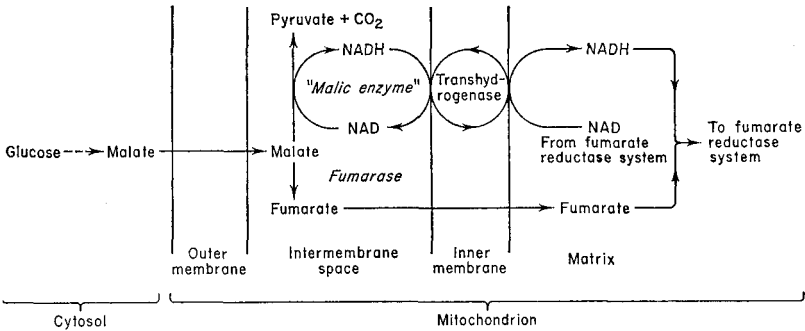 Pyruvate + CO2
NADH
NADH
"Malic enzyme"
Transhyd-
rogenase
NAD
NAD
To fumarate
reductase
system
From fumarate
reductase system
Glucose
Malate
Malate
Fumarase
Fumarate
Fumarate
Outer
membrane
Intermembrane
space
Inner
membrane
Matrix
Cytosol
Mitochondrion